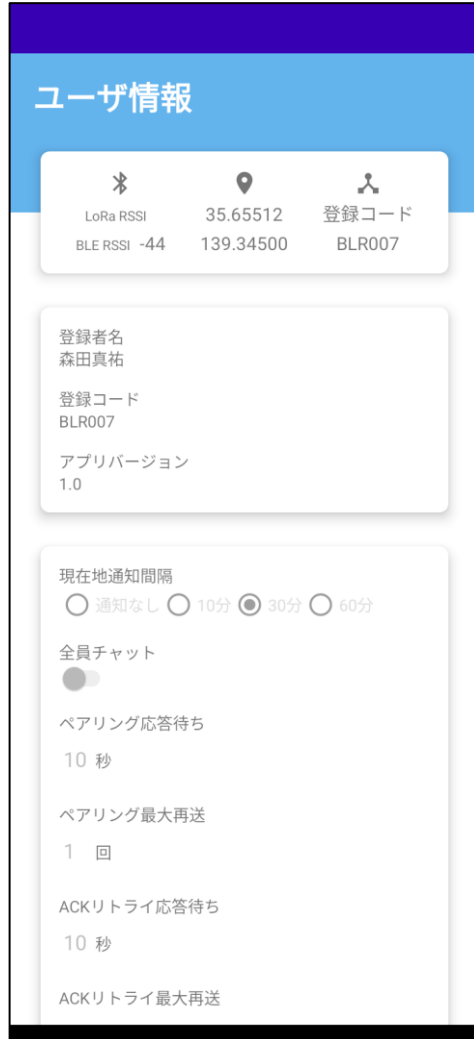 ユーザ情報
LoRa RSSI 35.65512 登録コード
BLE RSSI -44 139.34500 BLR007
登録者名
森田真祐
登録コード
BLR007
アプリバージョン
1.0
現在地通知間隔
通知なし 10分 30分 60分
全員チャット
ペアリング応答待ち
10 秒
ペアリング最大再送
1 回
ACKリトライ応答待ち
10 秒
ACKリトライ最大再送